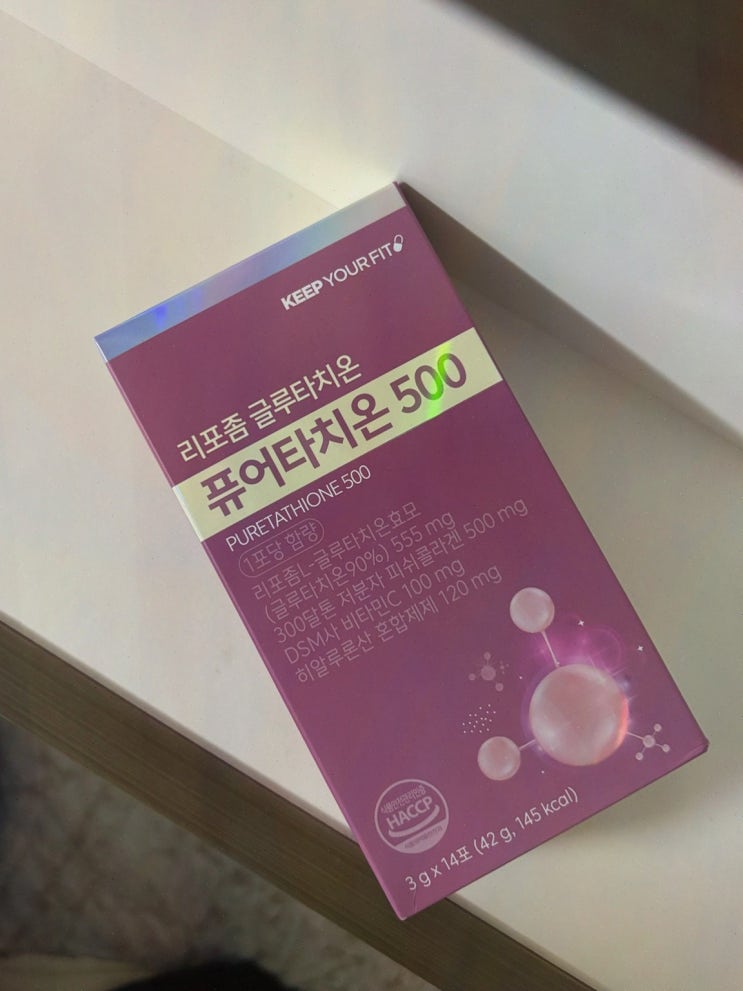 KEEP YOUR FIT
리포좀 글루타치온
퓨어타치온 500
PURETATHIONE 500
1포당 함량
리포좀L-글루타치온효모
(글루타치온90%) 555 mg
300달톤 저분자 피쉬콜라겐 500 mg
DSM사 비타민C 100 mg
히알루론산 혼합제제 120 mg
HACCP
3 g x 14포 (42 g, 145 kcal)